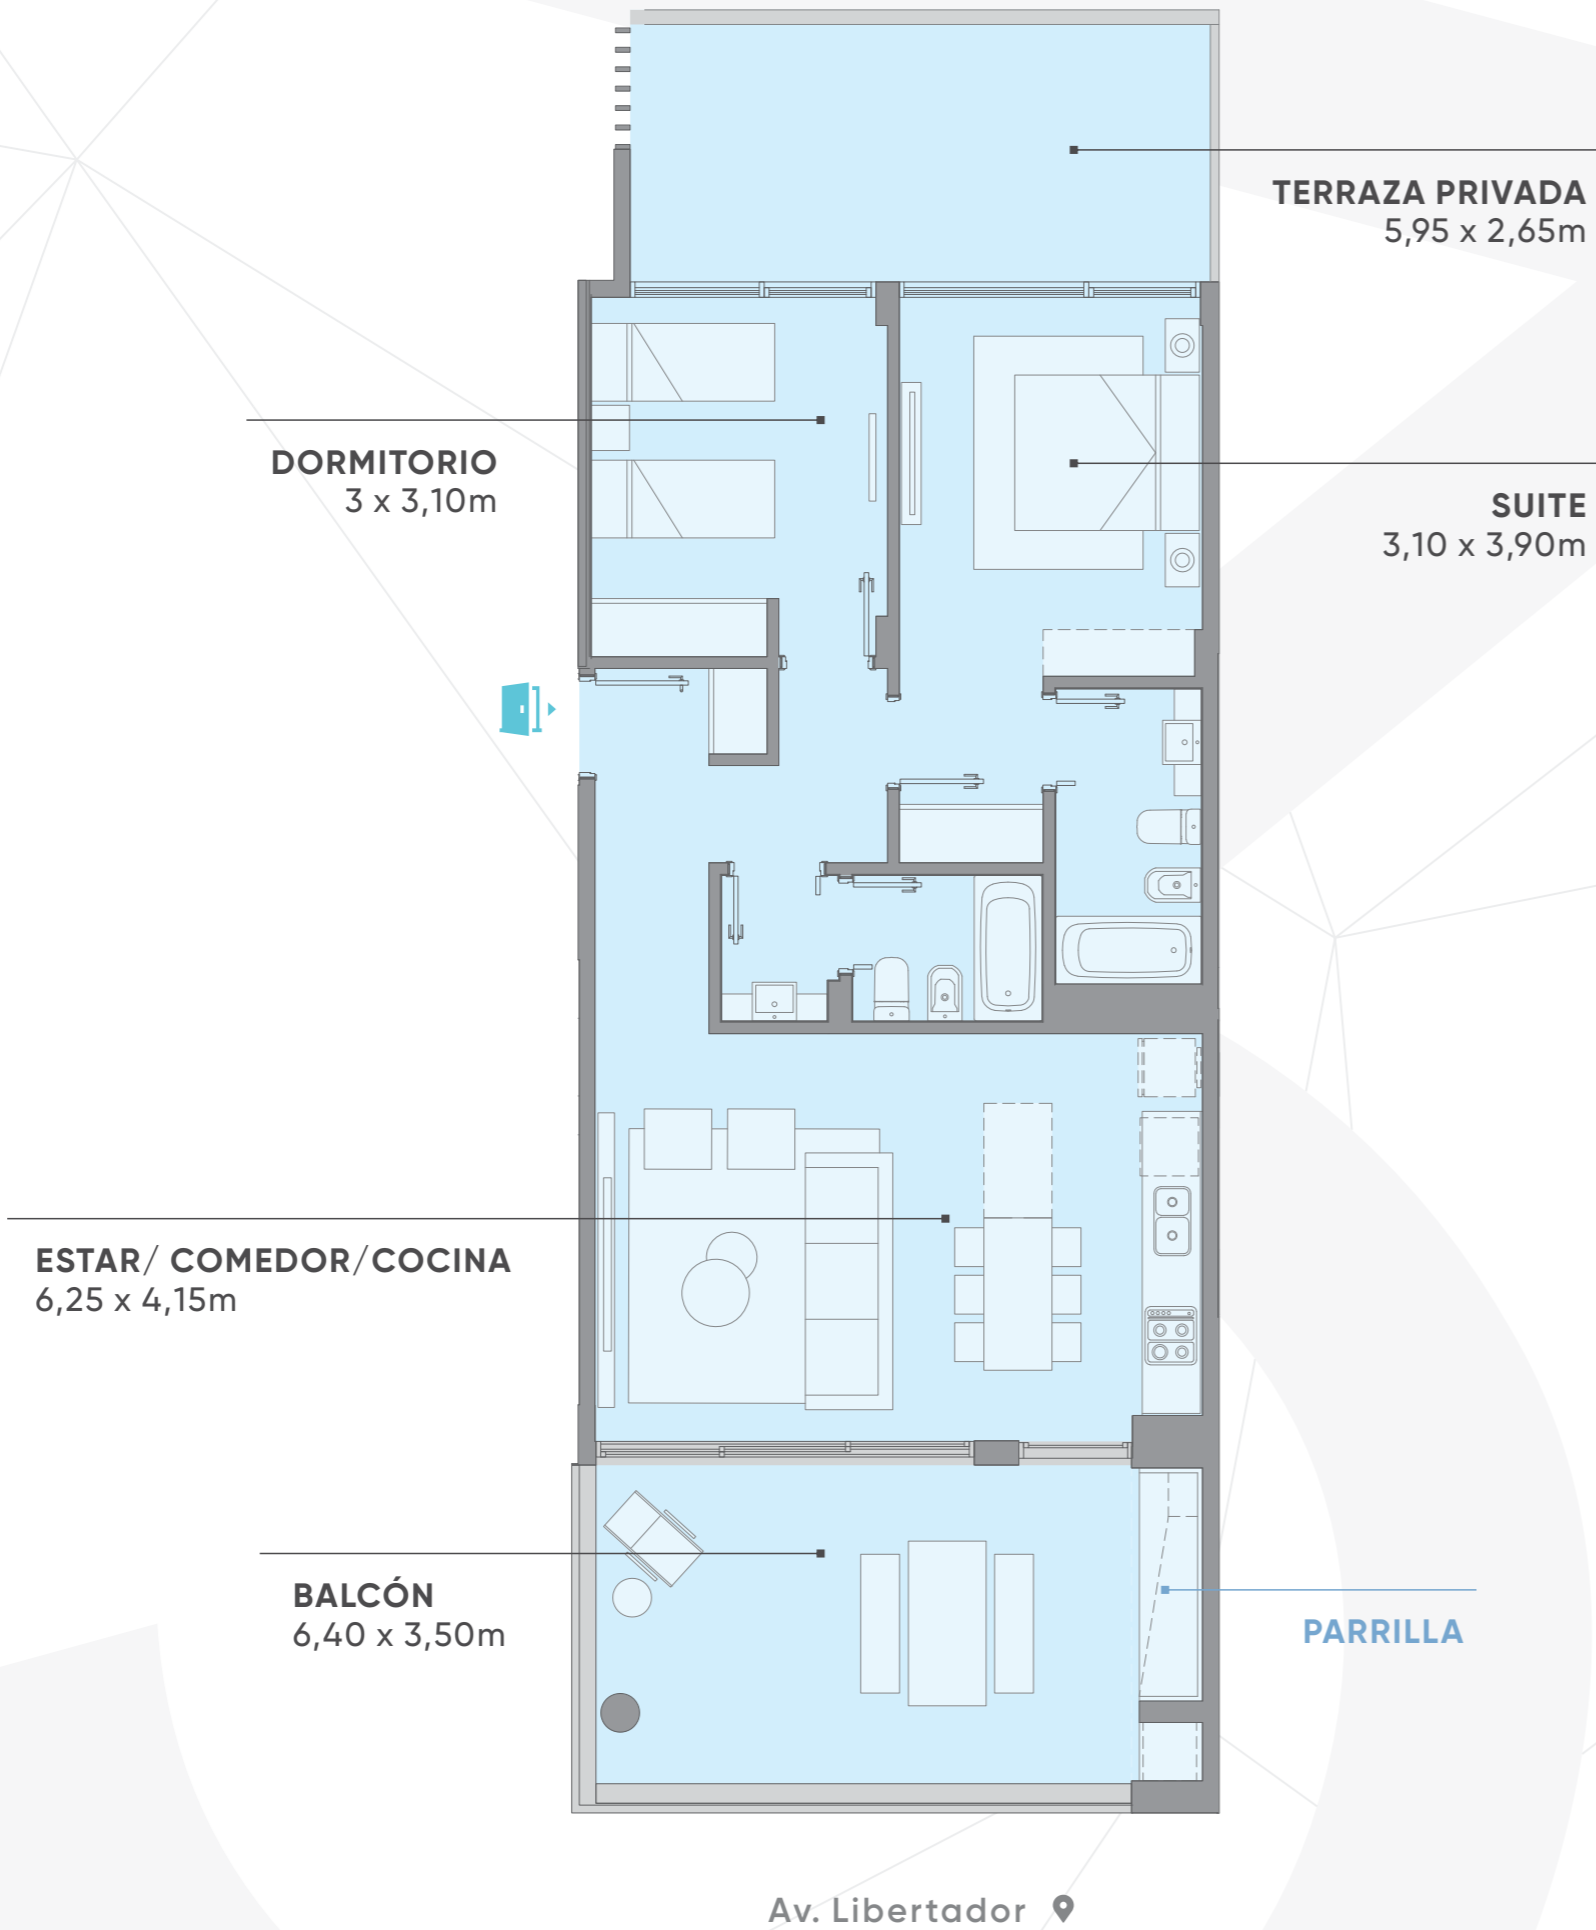 TERRAZA PRIVADA
5,95 x 2,65m
DORMITORIO
3 x 3,10m
SUITE
3,10 x 3,90m
ESTAR/ COMEDOR/COCINA
6,25 x 4,15m
BALCÓN
6,40 x 3,50m
PARRILLA
Av. Libertador